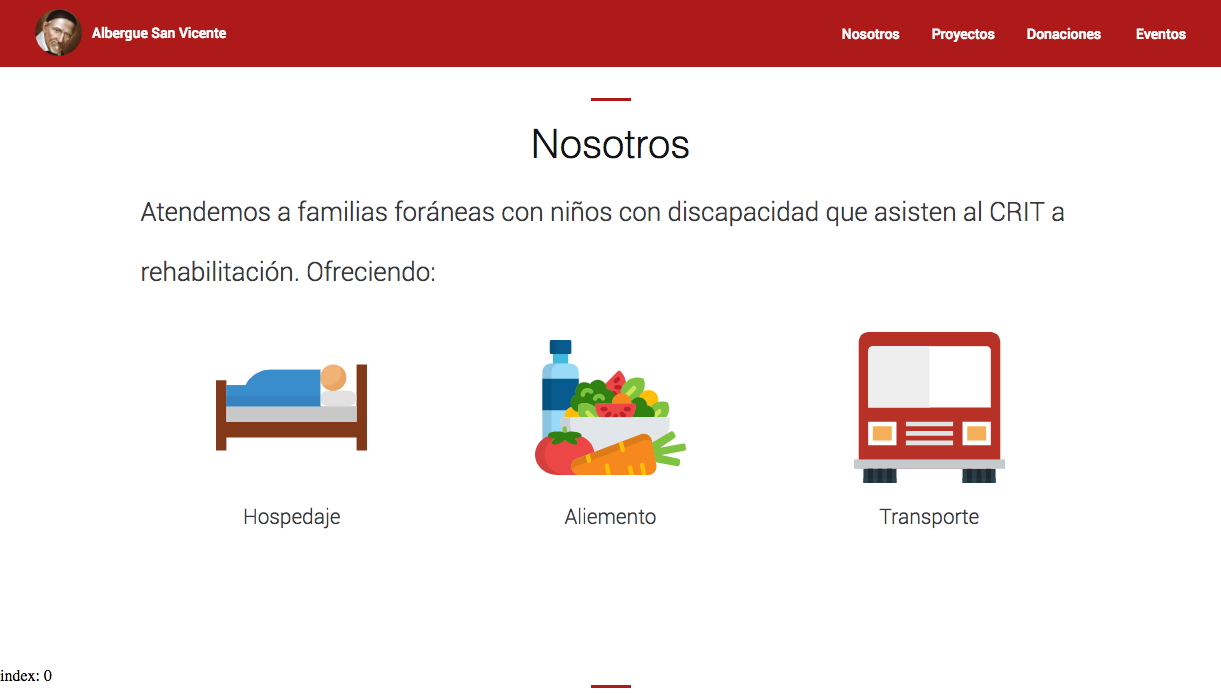 Albergue San Vicente
Nosotros Proyectos Donaciones Eventos
Nosotros
Atendemos a familias foráneas con niños con discapacidad que asisten al CRIT a
rehabilitación. Ofreciendo:
Hospedaje
Aliemento
Transporte
index: 0